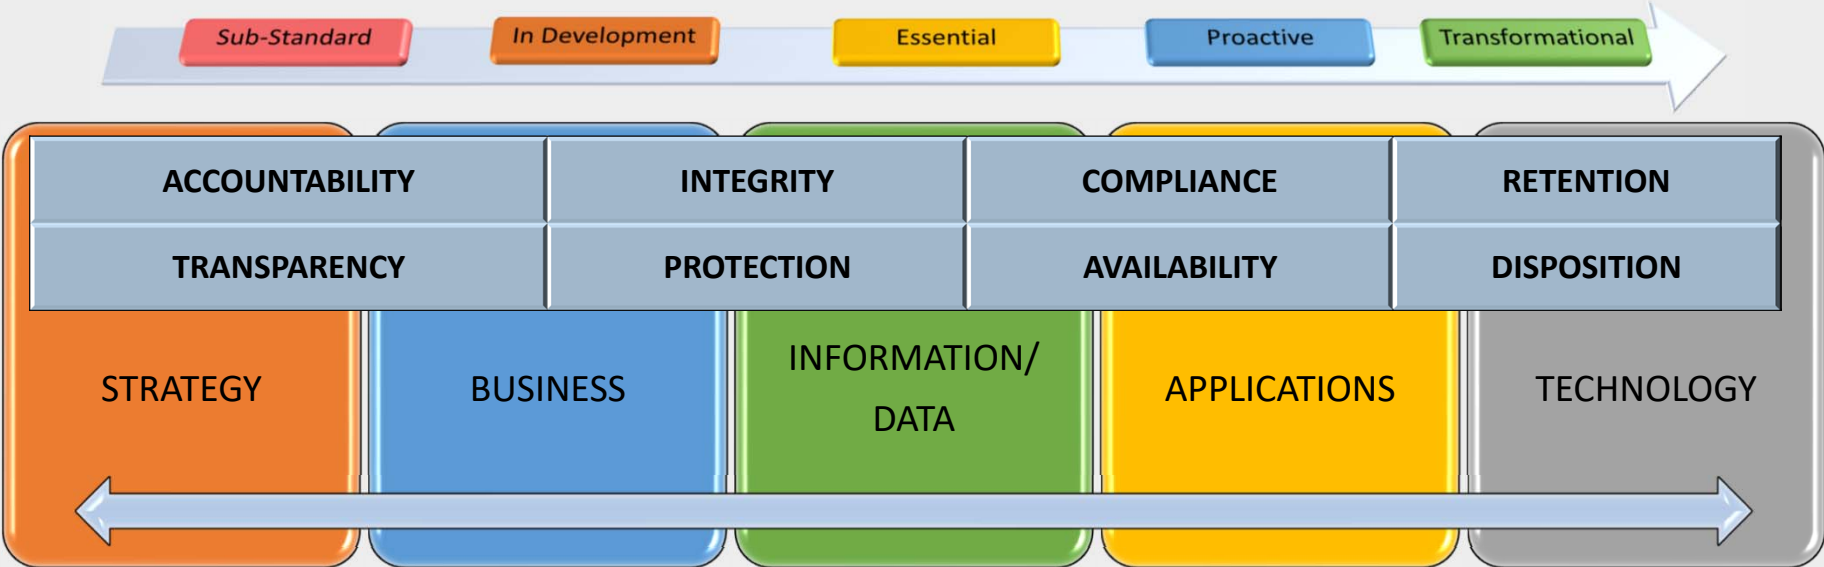 Sub-Standard
In Development
Essential
Proactive
Transformational
ACCOUNTABILITY
INTEGRITY
COMPLIANCE
RETENTION
TRANSPARENCY
PROTECTION
AVAILABILITY
DISPOSITION
STRATEGY
BUSINESS
INFORMATION/
DATA
APPLICATIONS
TECHNOLOGY